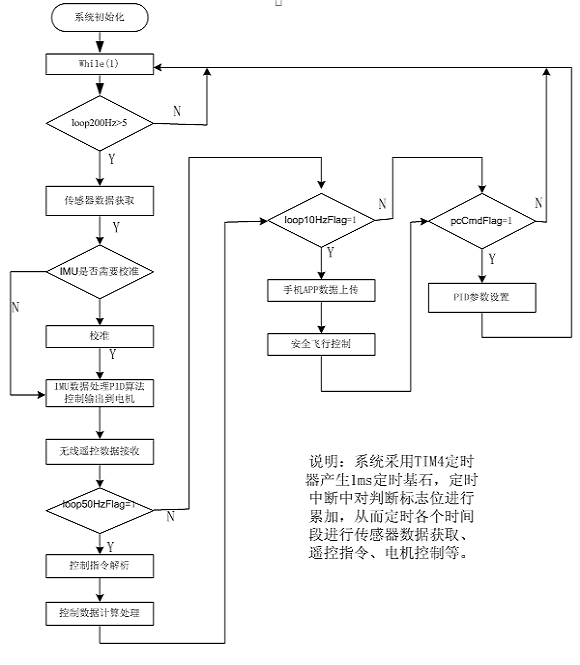 系统初始化
While(1)
loop200Hz>5
N
Y
传感器数据获取
Y
IMU是否需要校准
N
校准
Y
IMU数据处理PID算法
控制输出到电机
无线遥控数据接收
loop50HzFlag=1
N
Y
控制指令解析
控制数据计算处理
loop10HzFlag=1
N
Y
手机APP数据上传
安全飞行控制
pcCmdFlag=1
N
Y
PID参数设置
说明：系统采用TIM4定时
器产生1ms定时基石，定时
中断中对判断标志位进行
累加，从而定时各个时间
段进行传感器数据获取、
遥控指令、电机控制等。